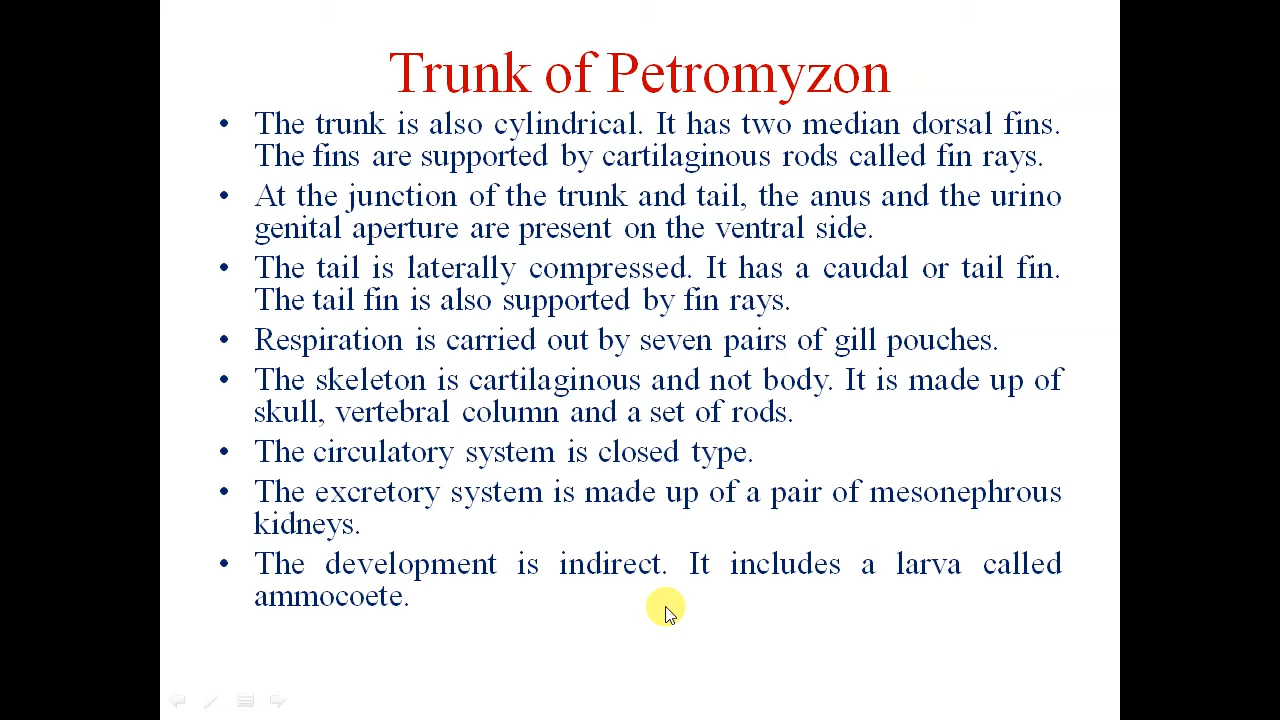 Trunk of Petromyzon
• The trunk is also cylindrical. It has two median dorsal fins.
The fins are supported by cartilaginous rods called fin rays.
• At the junction of the trunk and tail, the anus and the urino
genital aperture are present on the ventral side.
• The tail is laterally compressed. It has a caudal or tail fin.
The tail fin is also supported by fin rays.
• Respiration is carried out by seven pairs of gill pouches.
• The skeleton is cartilaginous and not body. It is made up of
skull, vertebral column and a set of rods.
• The circulatory system is closed type.
• The excretory system is made up of a pair of mesonephrous
kidneys.
• The development is indirect. It includes a larva called
ammocoete.